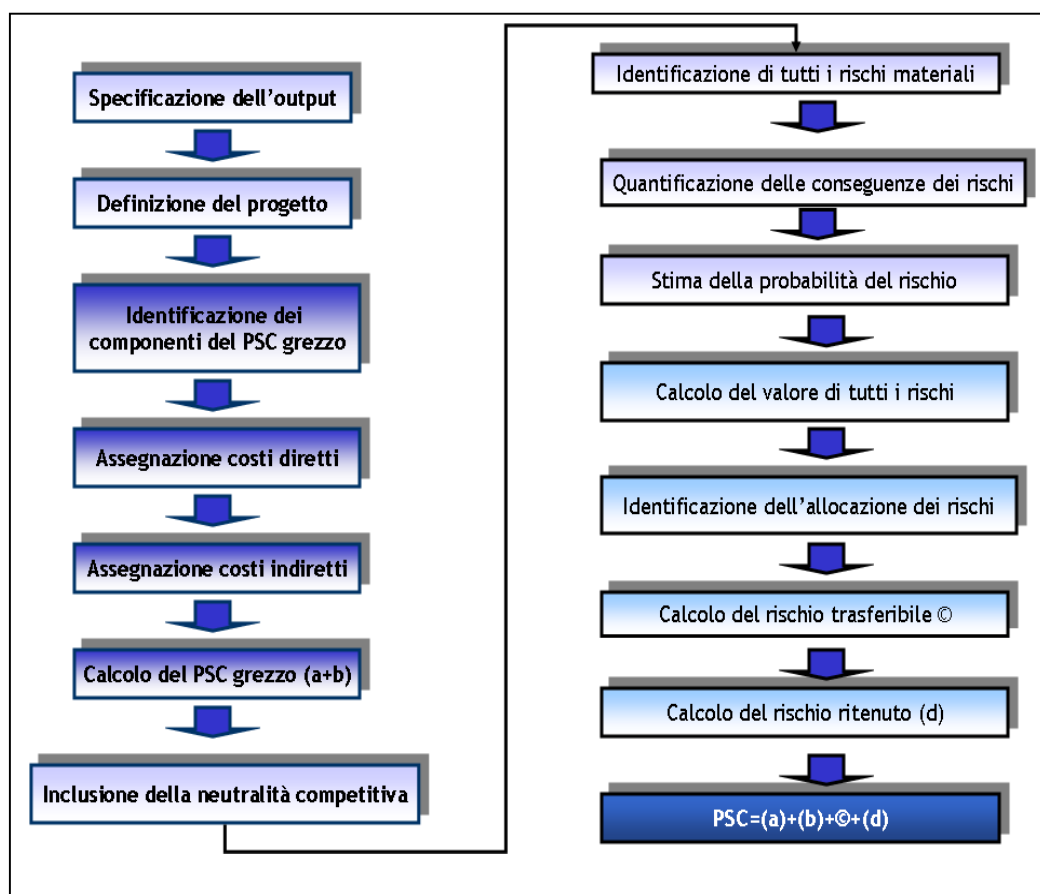 Specificazione dell'output
Definizione del progetto
Identificazione dei
componenti del PSC grezzo
Assegnazione costi diretti
Assegnazione costi indiretti
Calcolo del PSC grezzo (a+b)
Inclusione della neutralità competitiva
Identificazione di tutti i rischi materiali
Quantificazione delle conseguenze dei rischi
Stima della probabilità del rischio
Calcolo del valore di tutti i rischi
Identificazione dell'allocazione dei rischi
Calcolo del rischio trasferibile ©
Calcolo del rischio ritenuto (d)
PSC=(a)+(b)+©+(d)